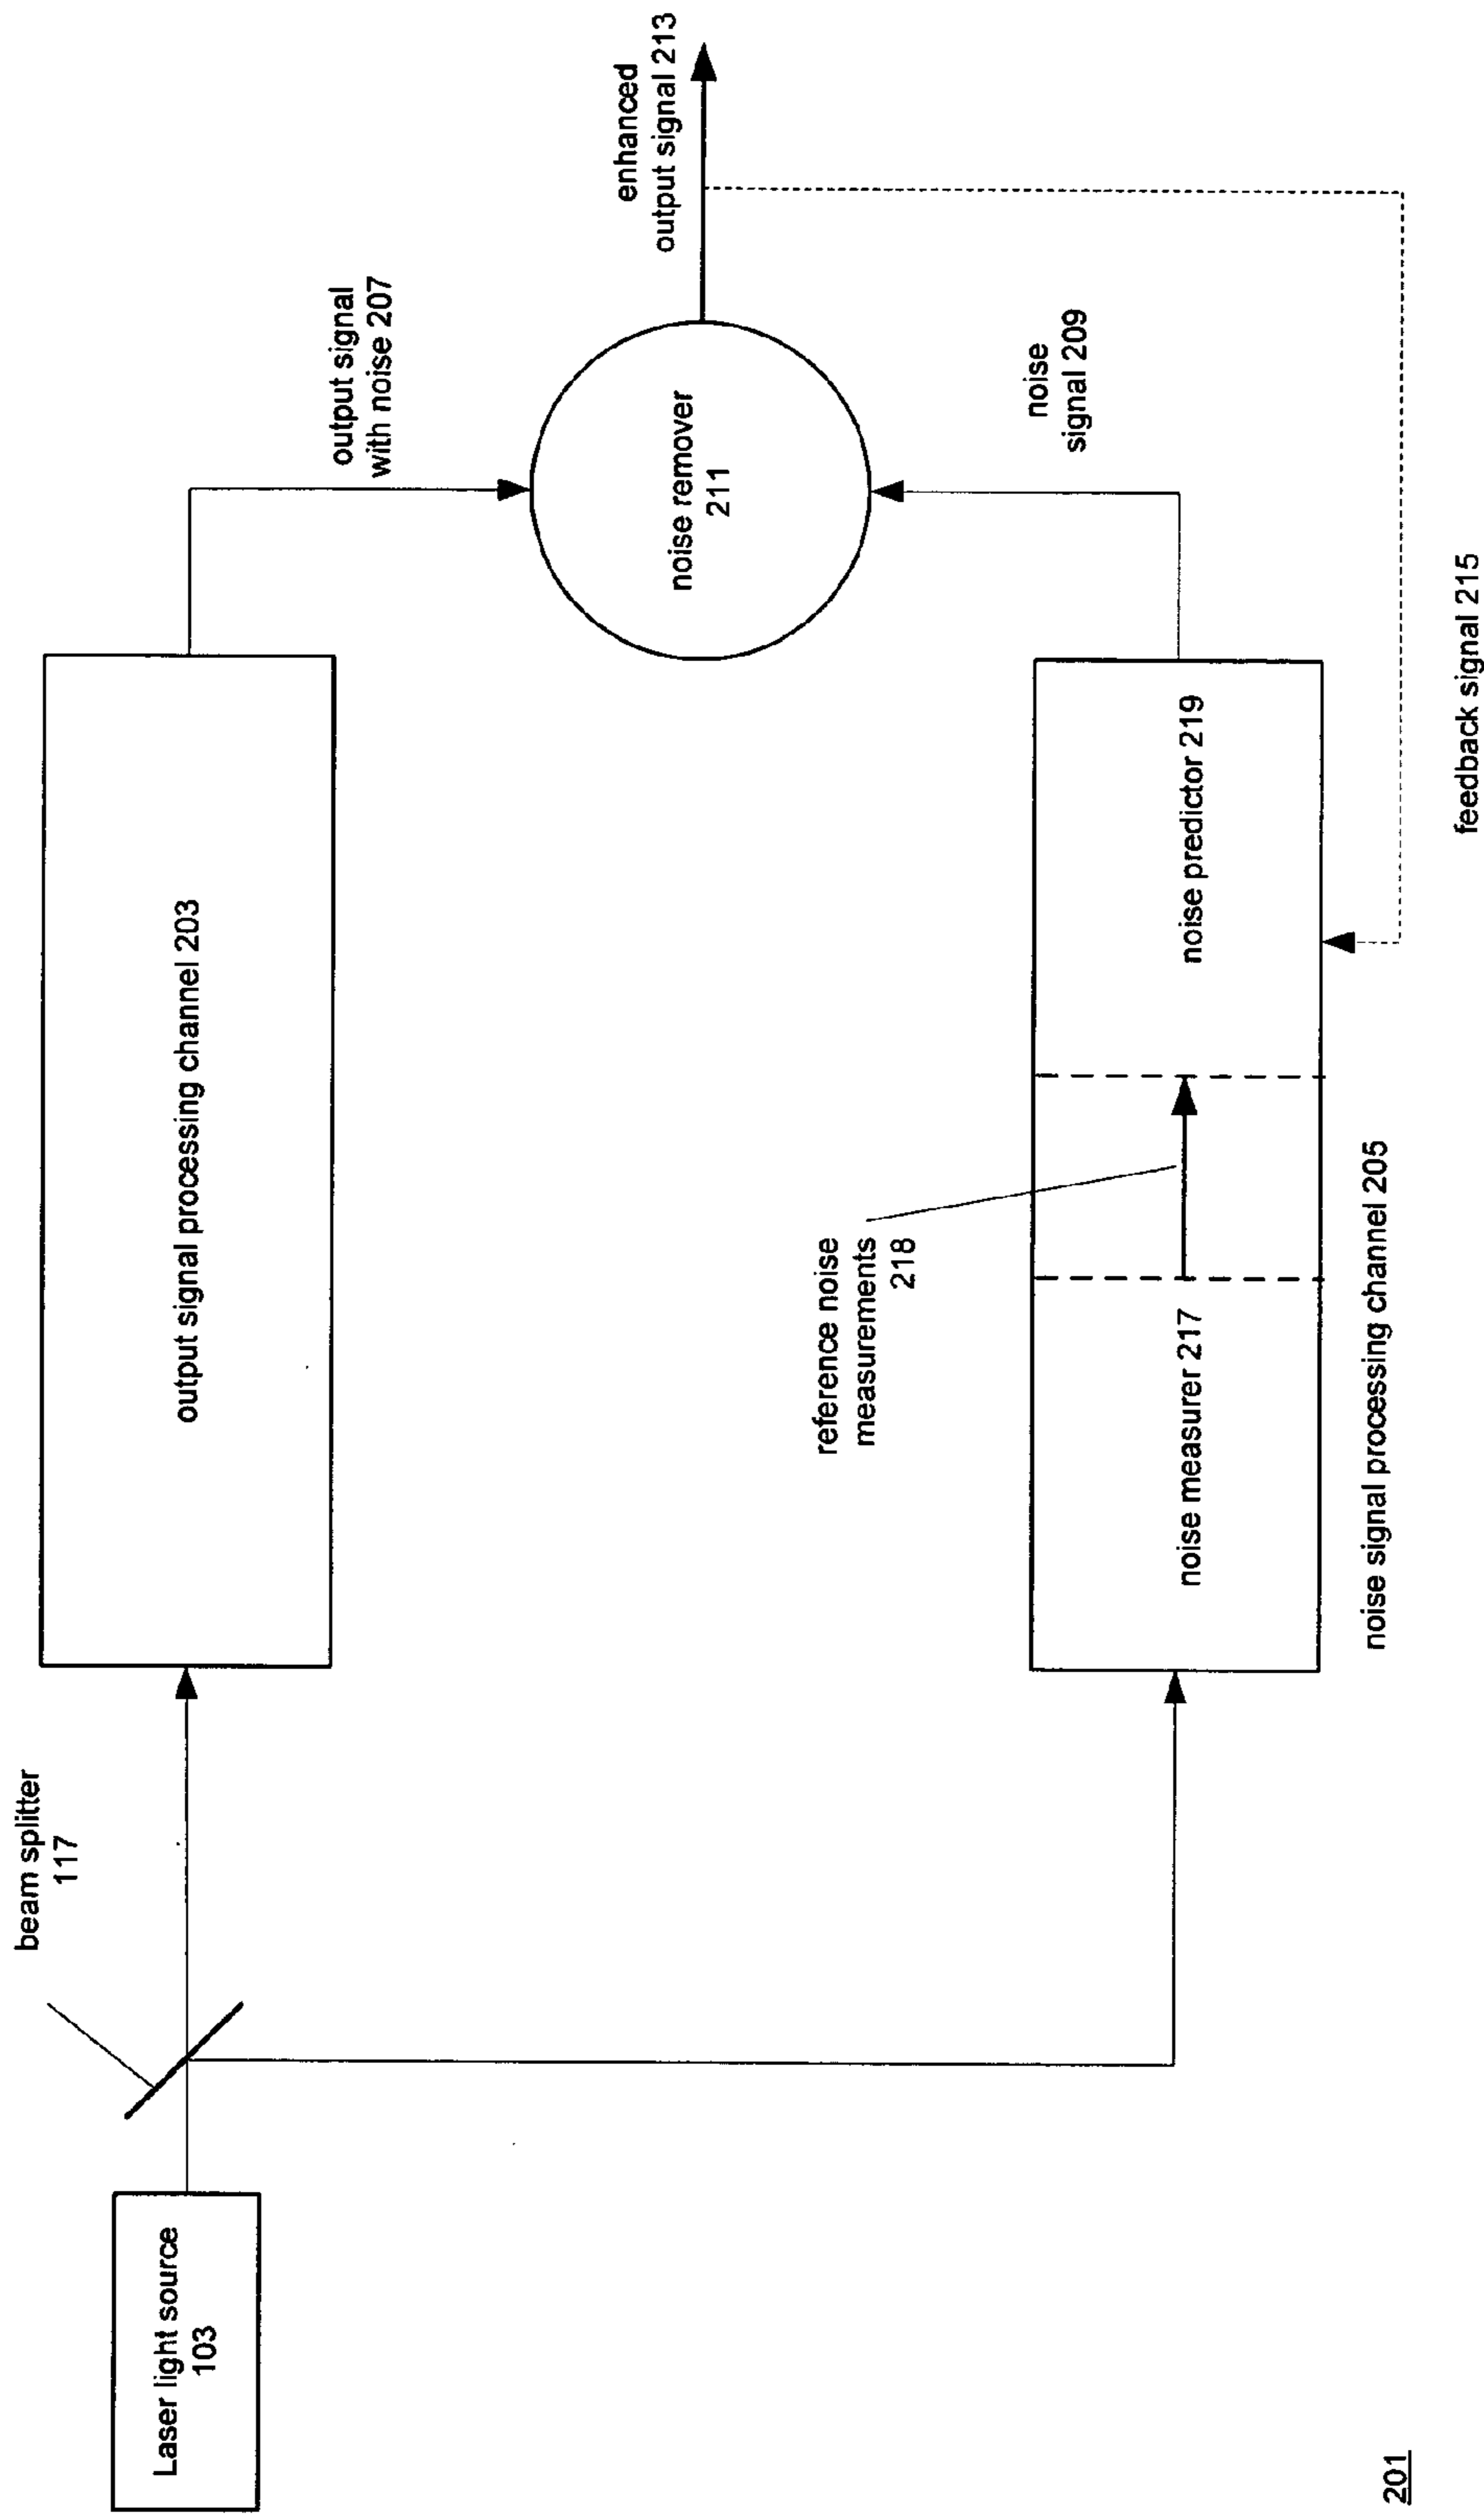 beam splitter
117
Laser light source
103
output signal processing channel 203
output signal
with noise 207
enhanced
output signal 213
noise remover
211
noise
signal 209
reference noise
measurements
218
noise measurer 217
noise predictor 219
noise signal processing channel 205
feedback signal 215
201